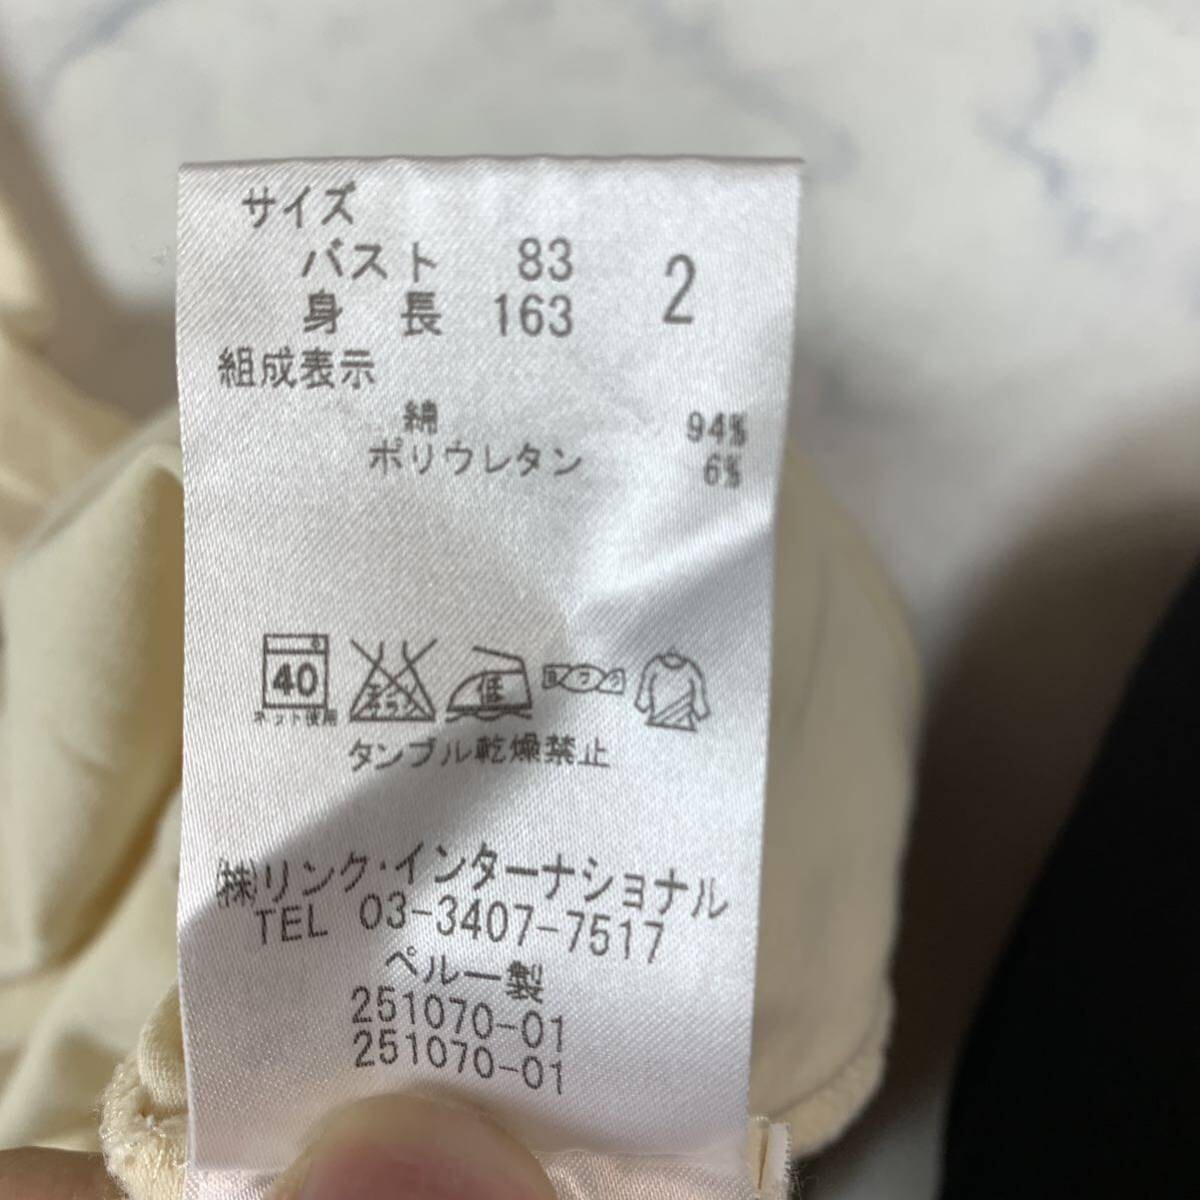 サイズ
バスト 83 2
身長 163
組成表示
綿 94%
ポリウレタン 6%
40 低
ネット使用
タンブル乾燥禁止
(株)リンク・インターナショナル
TEL 03-3407-7517
ペルー製
251070-01
251070-01